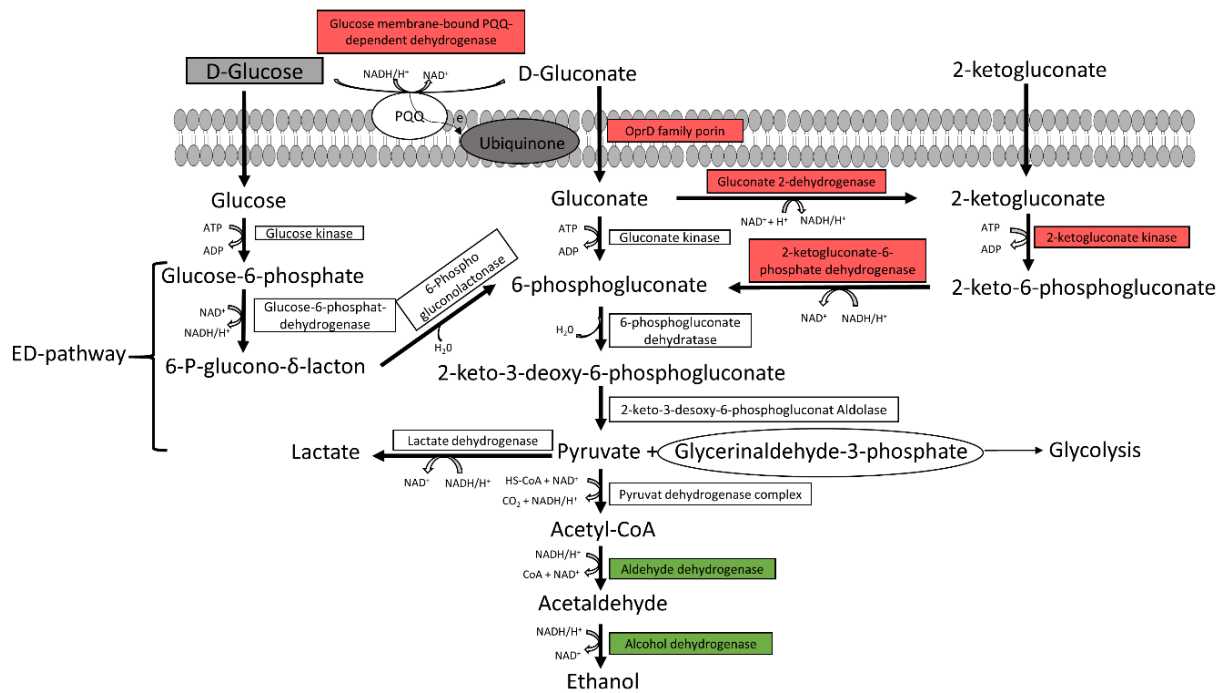 Glucose membrane-bound PQQ-
dependent dehydrogenase
D-Glucose
NADH/H⁺
NAD⁺
D-Gluconate
2-ketogluconate
PQQ
e
Ubiquinone
OprD family porin
Glucose
Gluconate
Gluconate 2-dehydrogenase
NAD⁺ + H⁺
NADH/H⁺
2-ketogluconate
ATP
ADP
Glucose kinase
ATP
ADP
Gluconate kinase
2-ketogluconate-6-
phosphate dehydrogenase
ATP
ADP
2-ketogluconate kinase
Glucose-6-phosphate
6-Phospho
gluconolactonase
6-phosphogluconate
NAD⁺
NADH/H⁺
2-keto-6-phosphogluconate
NAD⁺
NADH/H⁺
Glucose-6-phosphat-
dehydrogenase
H₂0
H₂0
6-phosphogluconate
dehydratase
ED-pathway
6-P-glucono-δ-lacton
2-keto-3-deoxy-6-phosphogluconate
2-keto-3-desoxy-6-phosphogluconat Aldolase
Lactate
Lactate dehydrogenase
NAD⁺
NADH/H⁺
Pyruvate + Glycerinaldehyde-3-phosphate
Glycolysis
HS-CoA + NAD⁺
CO₂ + NADH/H⁺
Pyruvat dehydrogenase complex
Acetyl-CoA
NADH/H⁺
CoA + NAD⁺
Aldehyde dehydrogenase
Acetaldehyde
NADH/H⁺
NAD⁺
Alcohol dehydrogenase
Ethanol